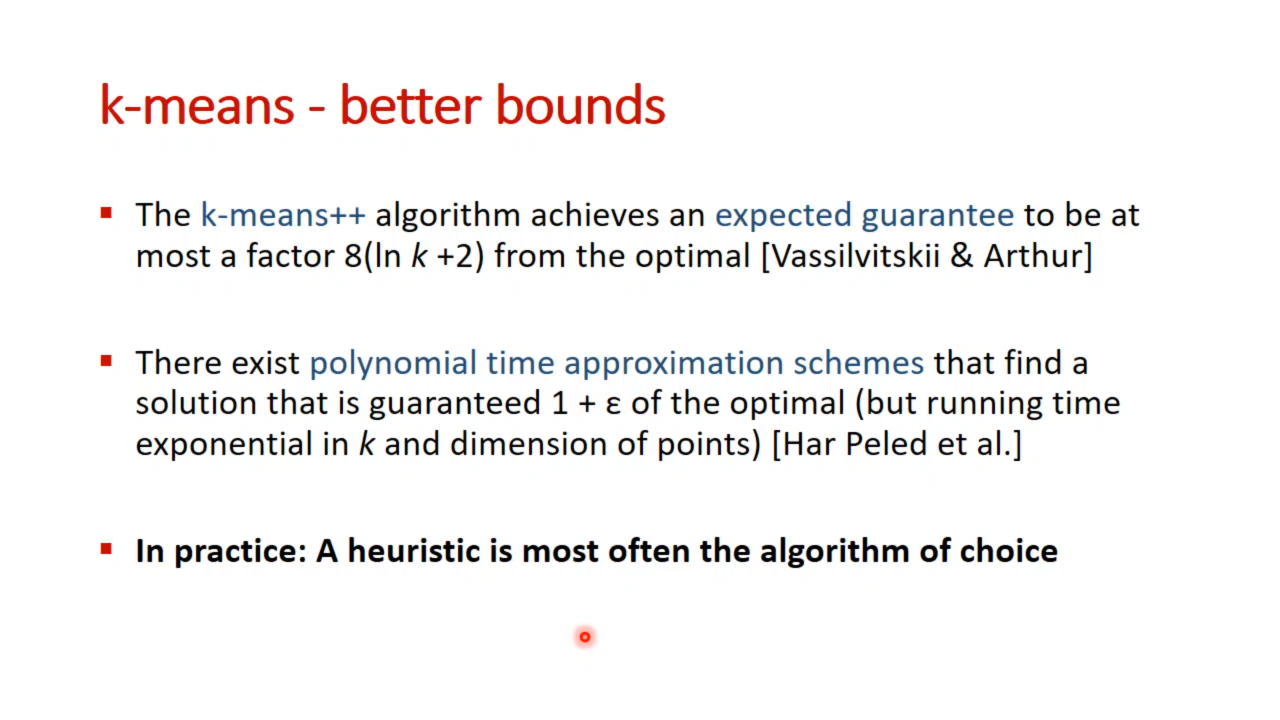 k-means - better bounds
▪ The k-means++ algorithm achieves an expected guarantee to be at
most a factor 8(ln k +2) from the optimal [Vassilvitskii & Arthur]
▪ There exist polynomial time approximation schemes that find a
solution that is guaranteed 1 + ε of the optimal (but running time
exponential in k and dimension of points) [Har Peled et al.]
▪ In practice: A heuristic is most often the algorithm of choice